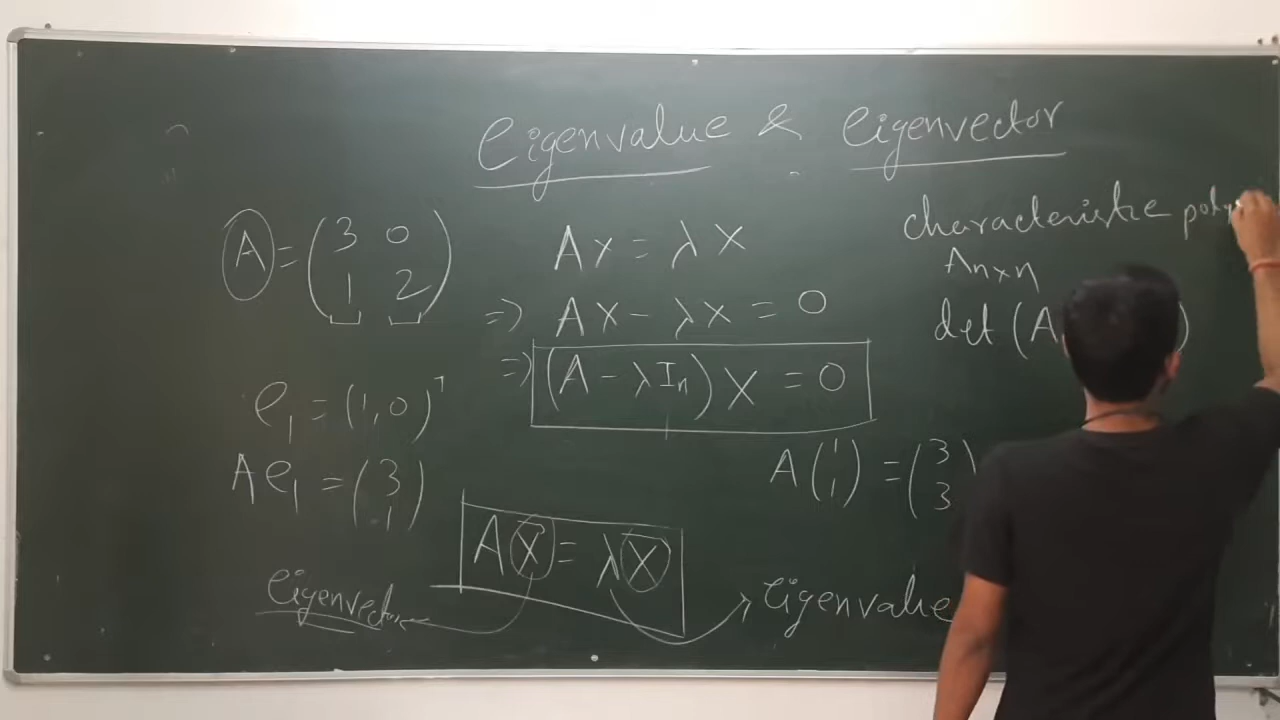 Eigenvalue & Eigenvector
A = (3 0
1 2)
e₁ = (1, 0)ᵀ
Ae₁ = (3
1)
Ax = λx
=> Ax - λx = 0
=> (A - λIₙ)x = 0
Ax = λx
Eigenvector
Eigenvalue
characteristic poly
Aₙₓₙ
det (A )
A(1
1) = (3
3)